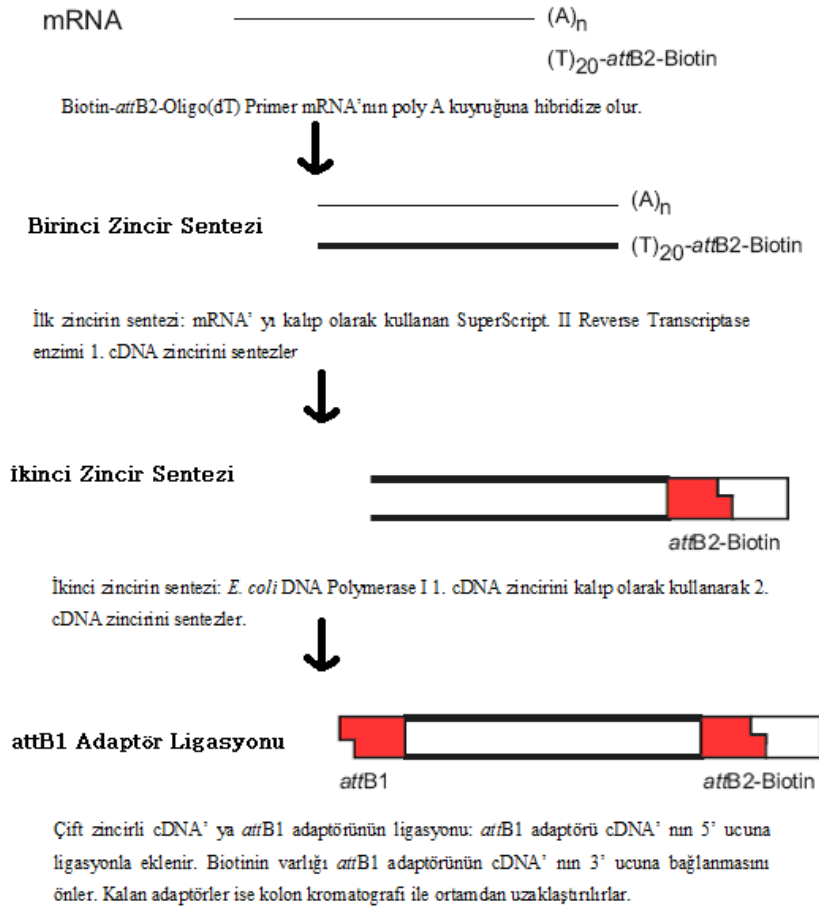 mRNA
(A)n
(T)20-attB2-Biotin
Biotin-attB2-Oligo(dT) Primer mRNA'nın poly A kuyruğuna hibridize olur.
(A)n
Birinci Zincir Sentezi
(T)20-attB2-Biotin
İlk zincirin sentezi: mRNA' yı kalıp olarak kullanan SuperScript. II Reverse Transcriptase
enzimi 1. cDNA zincirini sentezler
İkinci Zincir Sentezi
attB2-Biotin
İkinci zincirin sentezi: E. coli DNA Polymerase I 1. cDNA zincirini kalıp olarak kullanarak 2.
cDNA zincirini sentezler.
attB1 Adaptör Ligasyonu
attB1
attB2-Biotin
Çift zincirli cDNA' ya attB1 adaptörünün ligasyonu: attB1 adaptörü cDNA' nın 5' ucuna
ligasyonla eklenir. Biotinin varlığı attB1 adaptörünün cDNA' nın 3' ucuna bağlanmasını
önler. Kalan adaptörler ise kolon kromatografi ile ortamdan uzaklaştırılırlar.